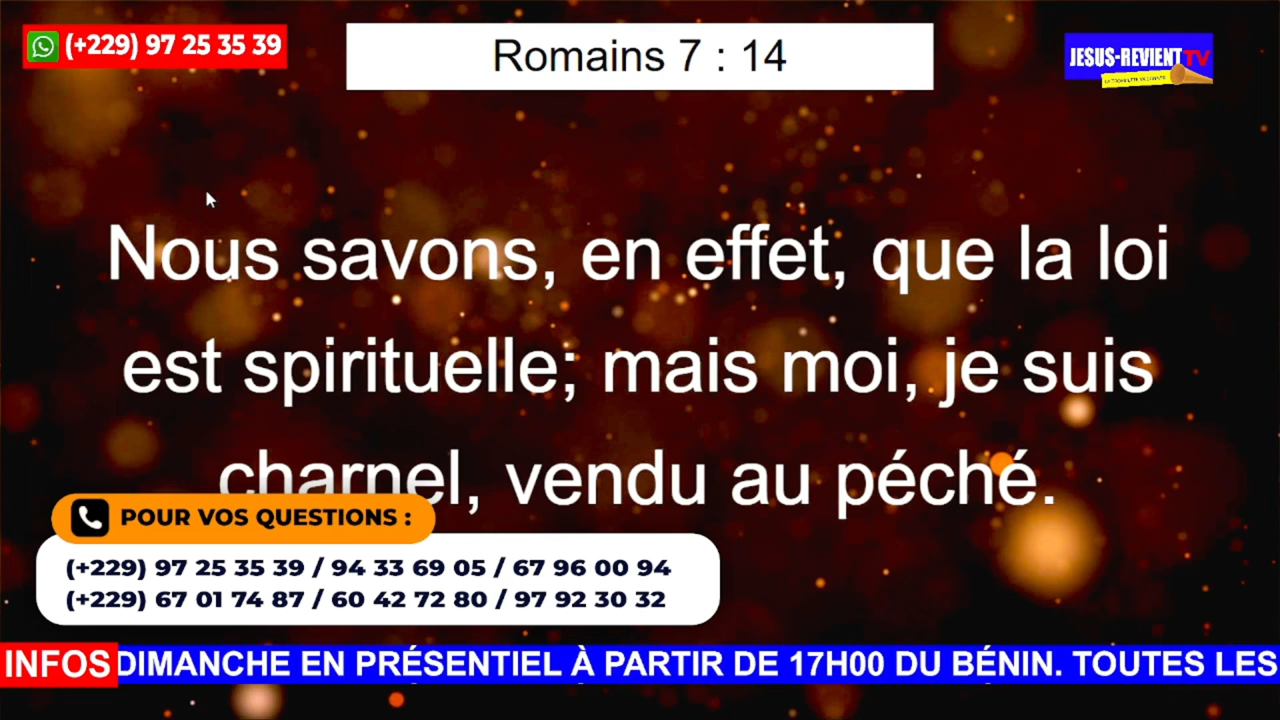 (+229) 97 25 35 39
Romains 7 : 14
JESUS-REVIENT TV
Nous savons, en effet, que la loi
est spirituelle; mais moi, je suis
charnel, vendu au péché.
POUR VOS QUESTIONS :
(+229) 97 25 35 39 / 94 33 69 05 / 67 96 00 94
(+229) 67 01 74 87 / 60 42 72 80 / 97 92 30 32
INFOS DIMANCHE EN PRÉSENTIEL À PARTIR DE 17H00 DU BÉNIN. TOUTES LES